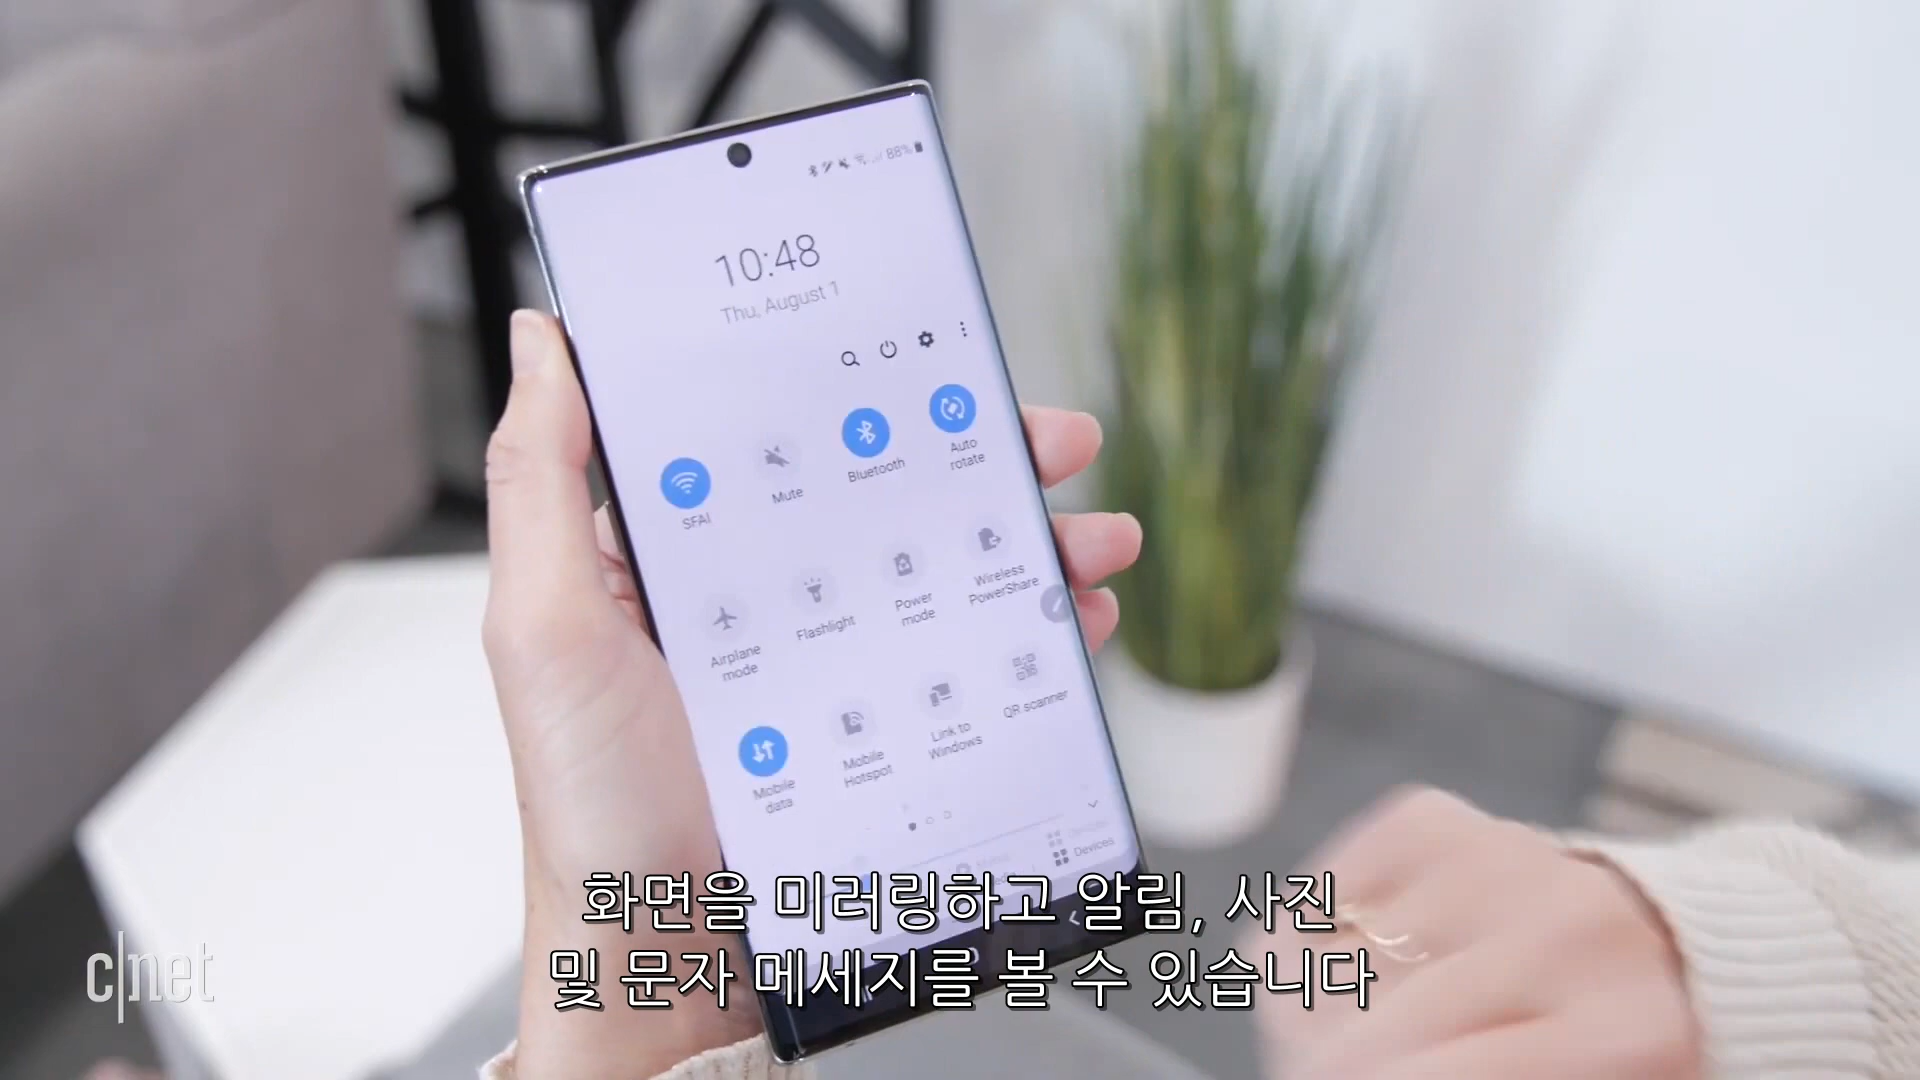 88%
10:48
Thu, August 1
SFAI
Mute
Bluetooth
Auto
rotate
Airplane
mode
Flashlight
Power
mode
Wireless
PowerShare
Mobile
data
Mobile
Hotspot
Link to
Windows
QR scanner
Devices
화면을 미러링하고 알림, 사진
및 문자 메세지를 볼 수 있습니다
c|net